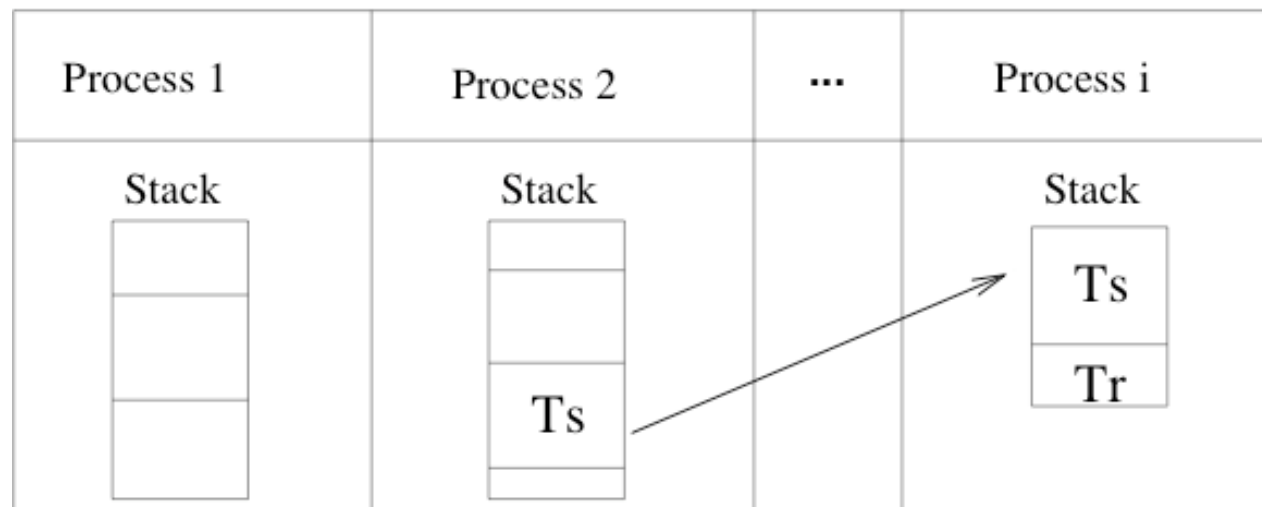 Process 1
Process 2
...
Process i
Stack
Stack
Stack
Ts
Ts
Tr